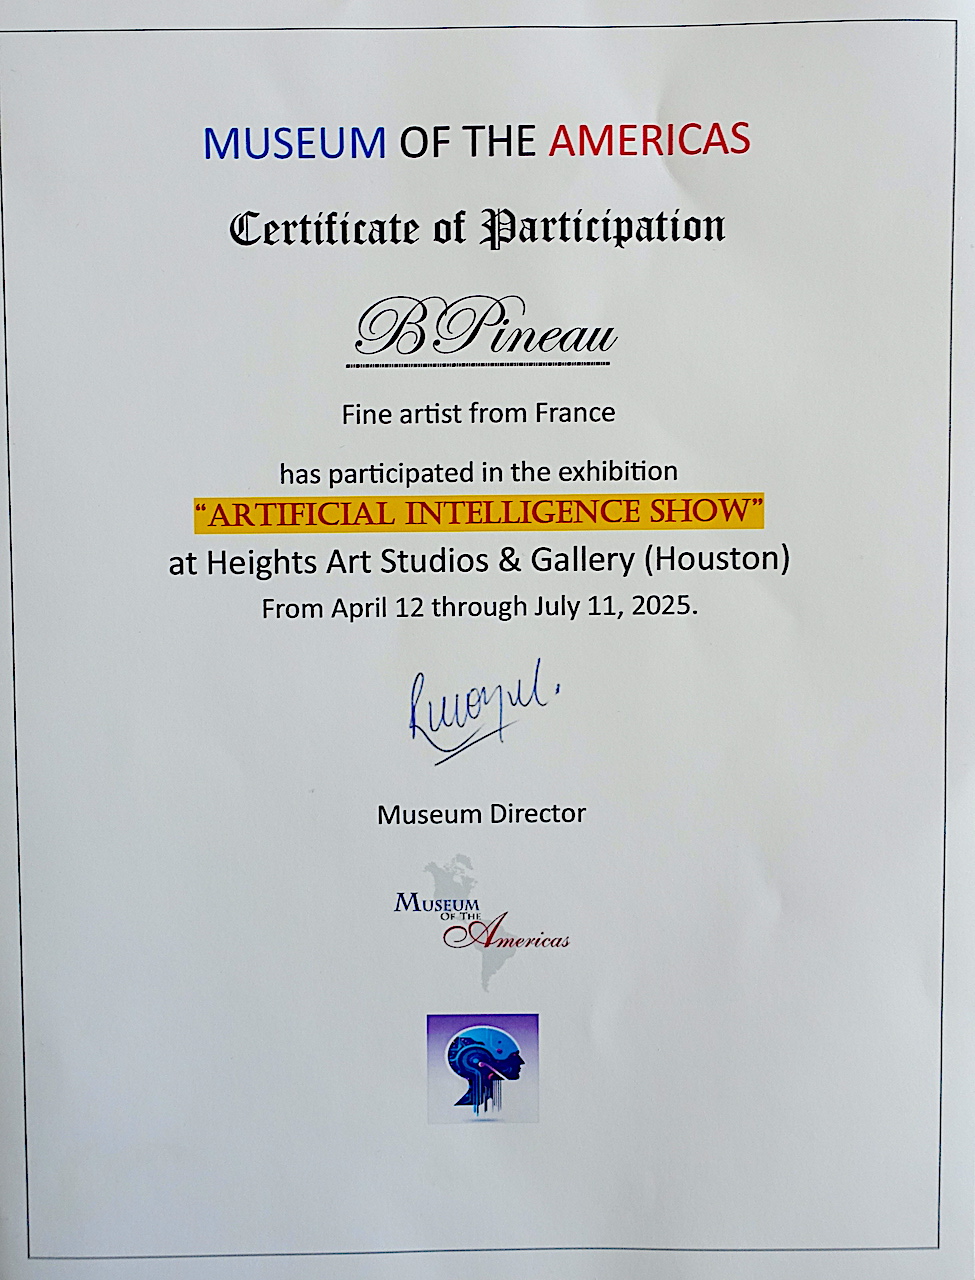 MUSEUM OF THE AMERICAS
Certificate of Participation
B Pineau
Fine artist from France
has participated in the exhibition
“ARTIFICIAL INTELLIGENCE SHOW”
at Heights Art Studios & Gallery (Houston)
From April 12 through July 11, 2025.
Museum Director
MUSEUM
OF THE
Americas